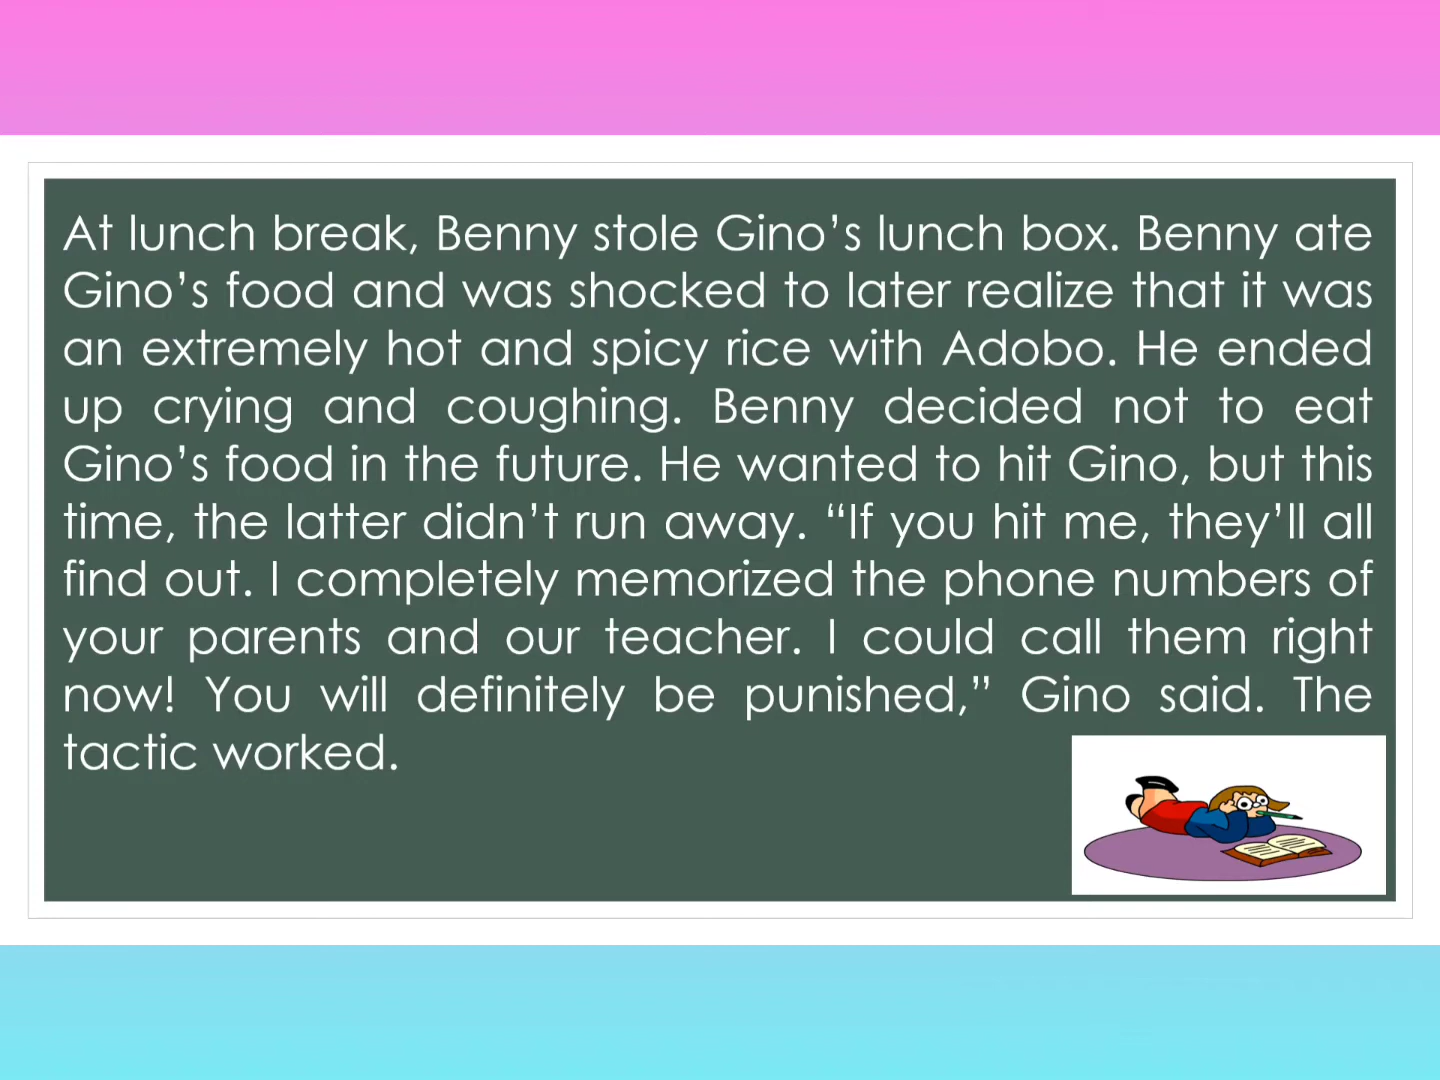 At lunch break, Benny stole Gino’s lunch box. Benny ate
Gino’s food and was shocked to later realize that it was
an extremely hot and spicy rice with Adobo. He ended
up crying and coughing. Benny decided not to eat
Gino’s food in the future. He wanted to hit Gino, but this
time, the latter didn’t run away. “If you hit me, they’ll all
find out. I completely memorized the phone numbers of
your parents and our teacher. I could call them right
now! You will definitely be punished,” Gino said. The
tactic worked.